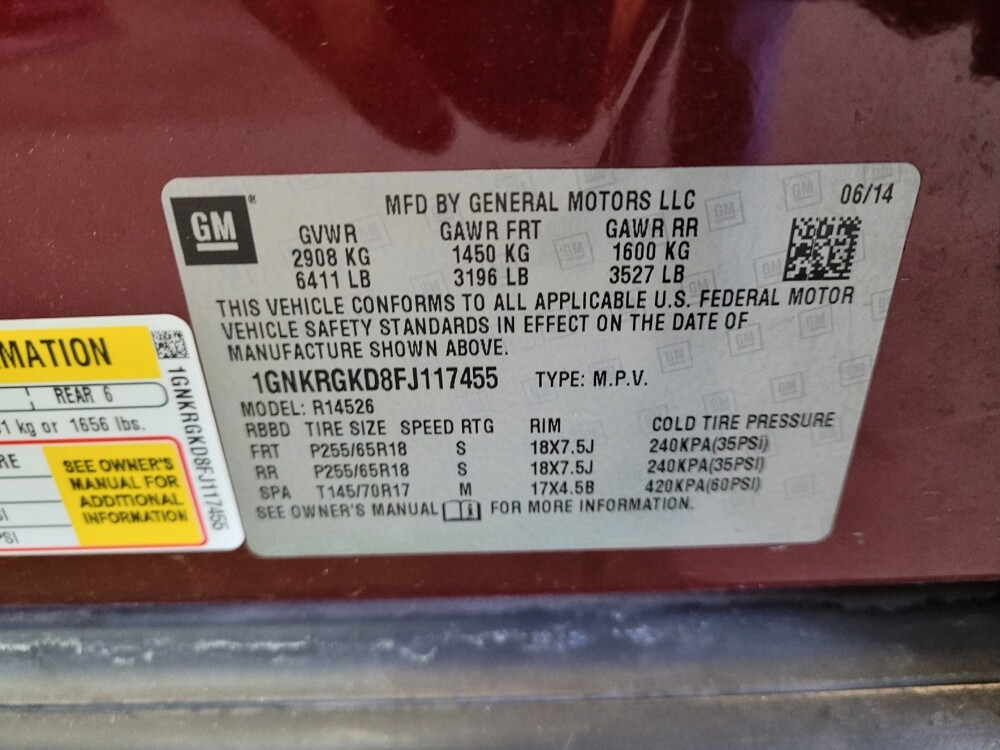 GM
MFD BY GENERAL MOTORS LLC 06/14
GVWR GAWR FRT GAWR RR
2908 KG 1450 KG 1600 KG
6411 LB 3196 LB 3527 LB
THIS VEHICLE CONFORMS TO ALL APPLICABLE U.S. FEDERAL MOTOR
VEHICLE SAFETY STANDARDS IN EFFECT ON THE DATE OF
MANUFACTURE SHOWN ABOVE.
1GNKRGKD8FJ117455 TYPE: M.P.V.
MODEL: R14526
RBBD TIRE SIZE SPEED RTG RIM COLD TIRE PRESSURE
FRT P255/65R18 S 18X7.5J 240KPA(35PSI)
RR P255/65R18 S 18X7.5J 240KPA(35PSI)
SPA T145/70R17 M 17X4.5B 420KPA(60PSI)
SEE OWNER'S MANUAL FOR MORE INFORMATION.
MATION
REAR 6
1 kg or 1656 lbs.
RE
SEE OWNER'S
MANUAL FOR
ADDITIONAL
INFORMATION
SI
PSI
1GNKRGKD8FJ117455